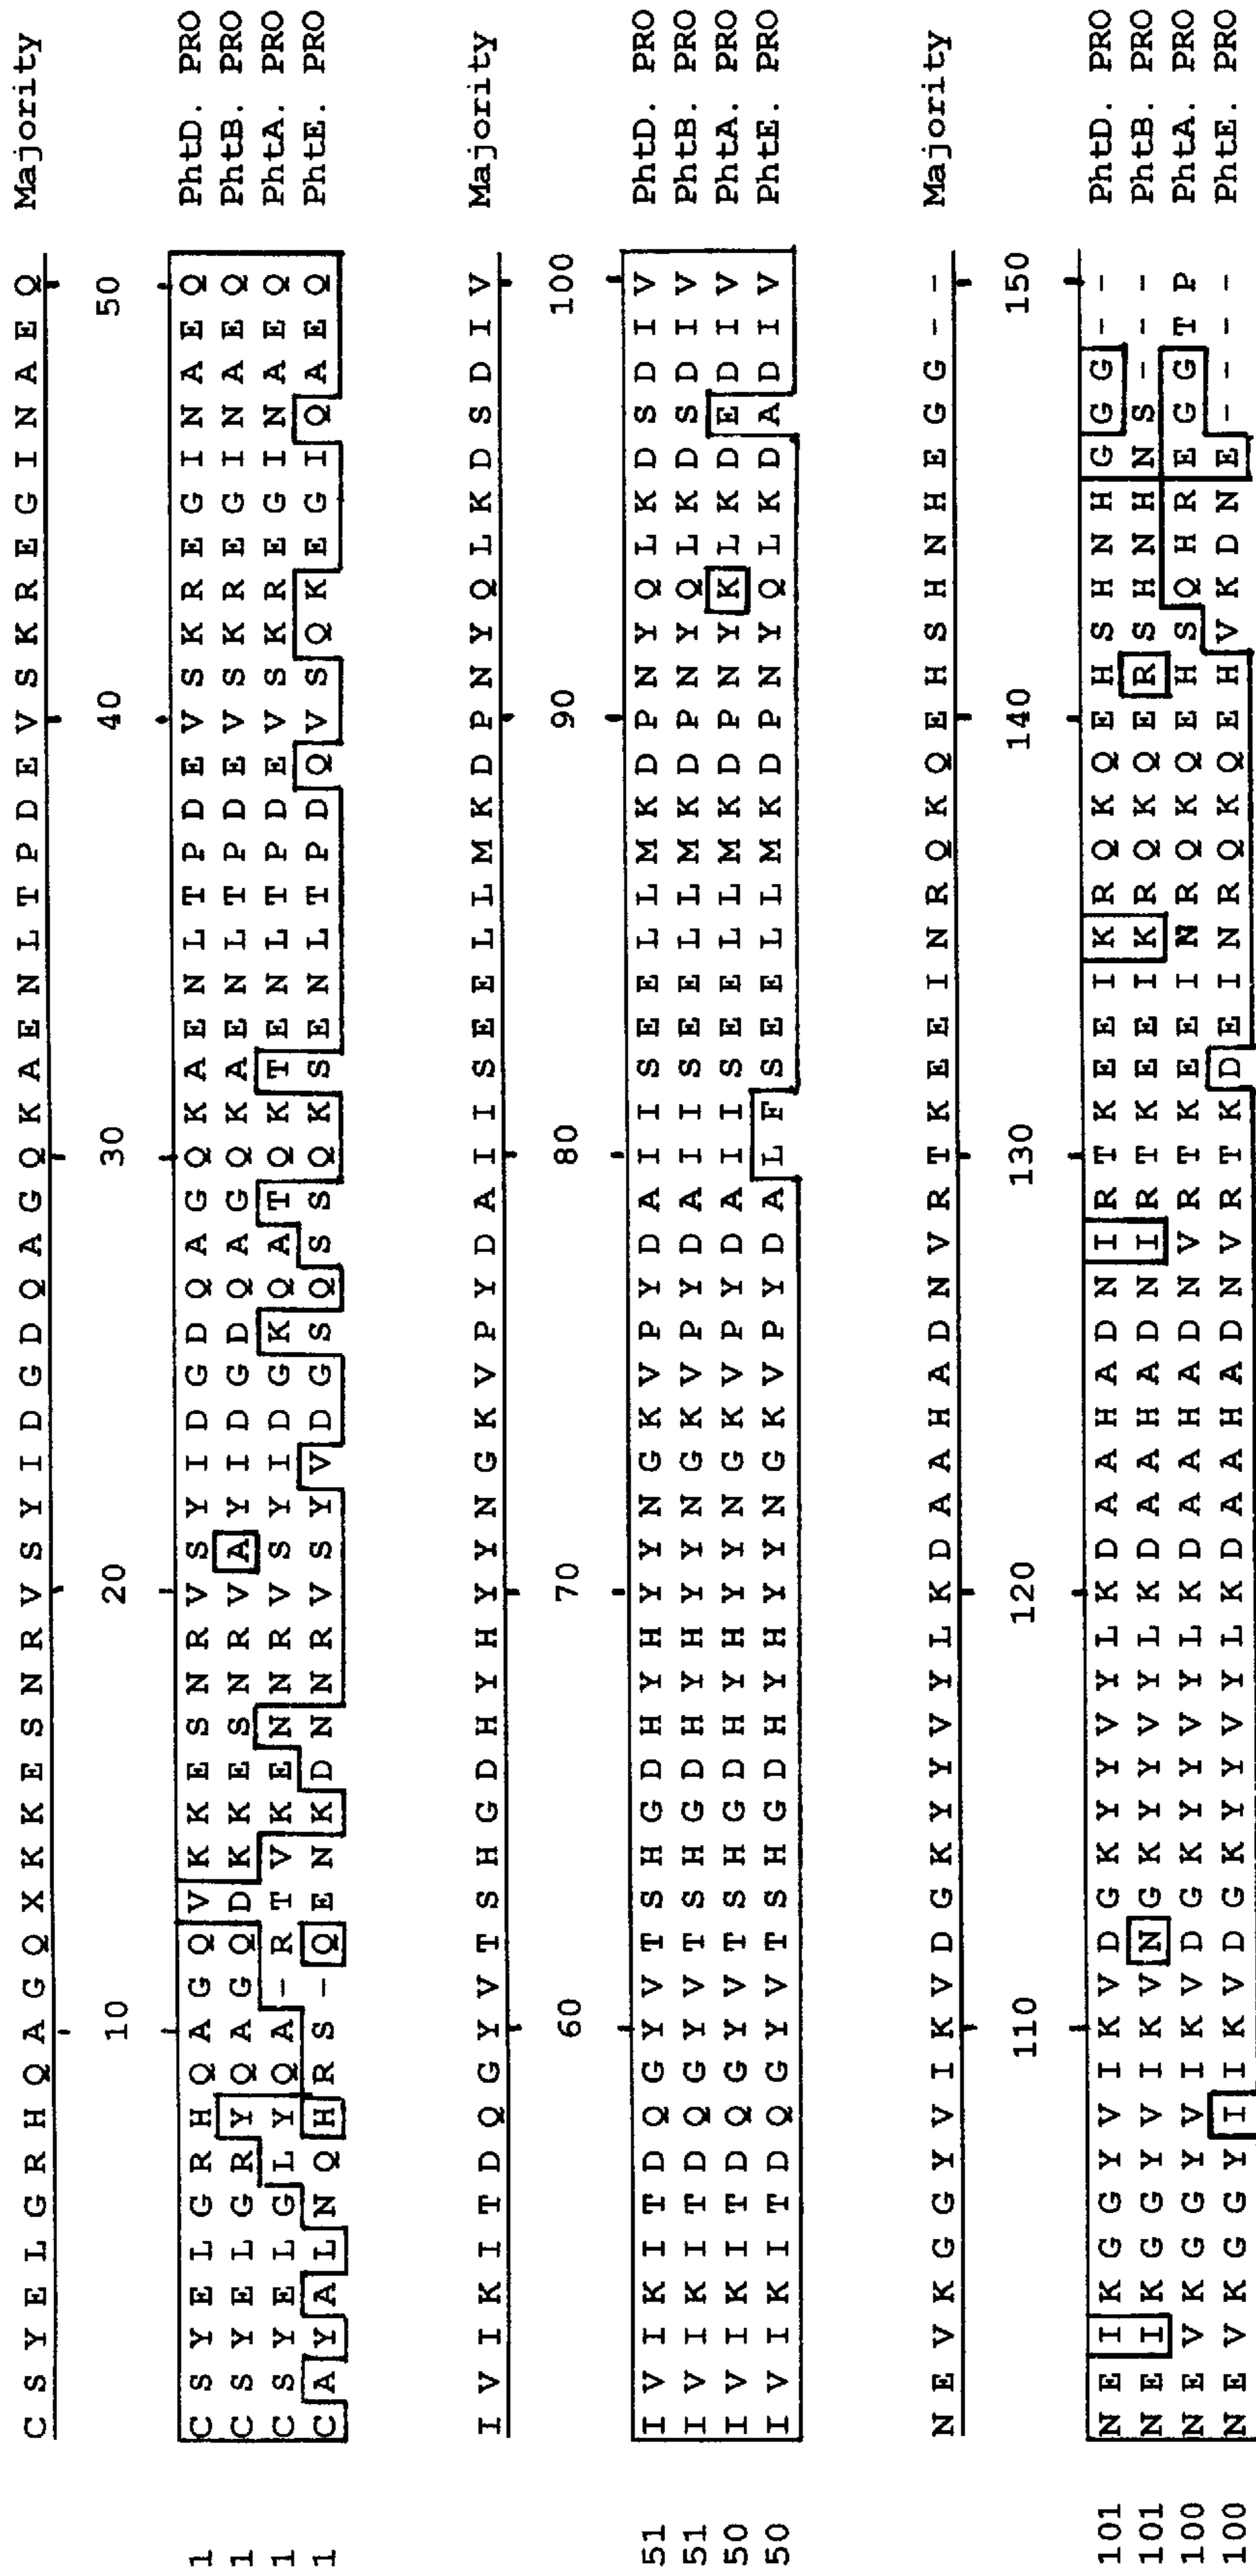 C S Y E L G R H Q A G Q X K K E S N R V S Y I D G D Q A G Q K A E N L T P D E V S K R E G I N A E Q Majority
10 20 30 40 50
1 C S Y E L G R H Q A G Q V K K E S N R V S Y I D G D Q A G Q K A E N L T P D E V S K R E G I N A E Q PhtD. PRO
1 C S Y E L G R Y Q A G Q D K K E S N R V A Y I D G D Q A G Q K A E N L T P D E V S K R E G I N A E Q PhtB. PRO
1 C S Y E L G L Y Q A - R T V K E N N R V S Y I D G K Q A T Q K T E N L T P D E V S K R E G I N A E Q PhtA. PRO
1 C A Y A L N Q H R S - Q E N K D N N R V S Y V D G S Q S S Q K S E N L T P D Q V S Q K E G I Q A E Q PhtE. PRO
I V I K I T D Q G Y V T S H G D H Y H Y Y N G K V P Y D A I I S E E L L M K D P N Y Q L K D S D I V Majority
60 70 80 90 100
51 I V I K I T D Q G Y V T S H G D H Y H Y Y N G K V P Y D A I I S E E L L M K D P N Y Q L K D S D I V PhtD. PRO
51 I V I K I T D Q G Y V T S H G D H Y H Y Y N G K V P Y D A I I S E E L L M K D P N Y Q L K D S D I V PhtB. PRO
50 I V I K I T D Q G Y V T S H G D H Y H Y Y N G K V P Y D A I I S E E L L M K D P N Y K L K D E D I V PhtA. PRO
50 I V I K I T D Q G Y V T S H G D H Y H Y Y N G K V P Y D A L F S E E L L M K D P N Y Q L K D A D I V PhtE. PRO
N E V K G G Y V I K V D G K Y Y V Y L K D A A H A D N V R T K E E I N R Q K Q E H S H N H E G G - - Majority
110 120 130 140 150
101 N E I K G G Y V I K V D G K Y Y V Y L K D A A H A D N I R T K E E I K R Q K Q E H S H N H G G G - - PhtD. PRO
101 N E I K G G Y V I K V N G K Y Y V Y L K D A A H A D N I R T K E E I K R Q K Q E R S H N H N S - - - PhtB. PRO
100 N E V K G G Y V I K V D G K Y Y V Y L K D A A H A D N V R T K E E I N R Q K Q E H S Q H R E G G T P PhtA. PRO
100 N E V K G G Y I I K V D G K Y Y V Y L K D A A H A D N V R T K D E I N R Q K Q E H V K D N E - - - - PhtE. PRO